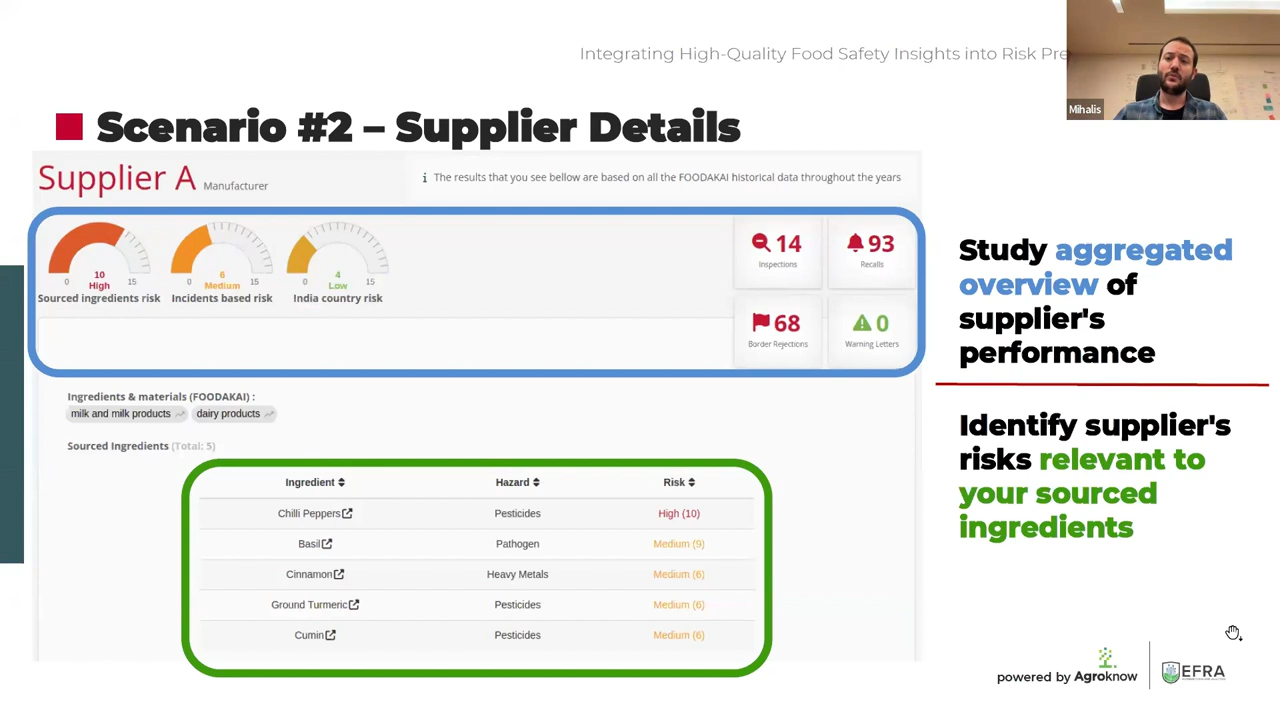 Integrating High-Quality Food Safety Insights into Risk Pre
Mihalis
Scenario #2 – Supplier Details
Supplier A Manufacturer
i The results that you see bellow are based on all the FOODAKAI historical data throughout the years
10
High
0 15
Sourced ingredients risk
6
Medium
0 15
Incidents based risk
4
Low
0 15
India country risk
14
Inspections
93
Recalls
68
Border Rejections
0
Warning Letters
Study aggregated
overview of
supplier's
performance
Ingredients & materials (FOODAKAI) :
milk and milk products dairy products
Sourced Ingredients (Total: 5)
Ingredient Hazard Risk
Chilli Peppers Pesticides High (10)
Basil Pathogen Medium (9)
Cinnamon Heavy Metals Medium (6)
Ground Turmeric Pesticides Medium (6)
Cumin Pesticides Medium (6)
Identify supplier's
risks relevant to
your sourced
ingredients
powered by Agroknow
EFRA